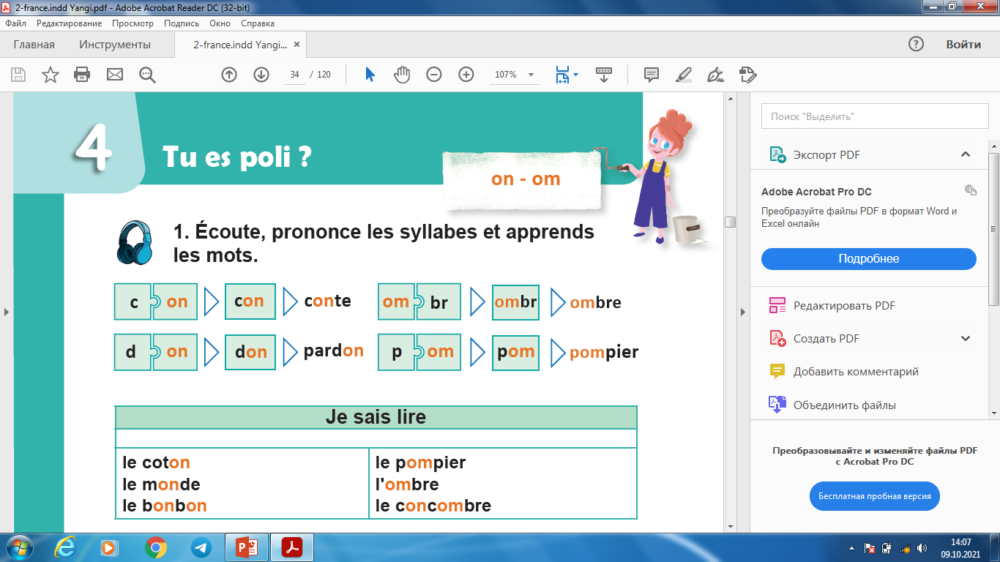 2-france.indd Yangi.pdf - Adobe Acrobat Reader DC (32-bit)
Файл Редактирование Просмотр Подпись Окно Справка
Главная Инструменты 2-france.indd Yangi... × Войти
34 / 120 107%
4 Tu es poli ?
on - om
1. Écoute, prononce les syllabes et apprends
les mots.
c on con conte om br ombr ombre
d on don pardon p om pom pompier
Je sais lire
le coton le pompier
le monde l'ombre
le bonbon le concombre
Поиск "Выделить"
Экспорт PDF
Adobe Acrobat Pro DC
Преобразуйте файлы PDF в формат Word и
Excel онлайн
Подробнее
Редактировать PDF
Создать PDF
Добавить комментарий
Объединить файлы
Преобразовывайте и изменяйте файлы PDF
с Acrobat Pro DC
Бесплатная пробная версия
14:07
09.10.2021